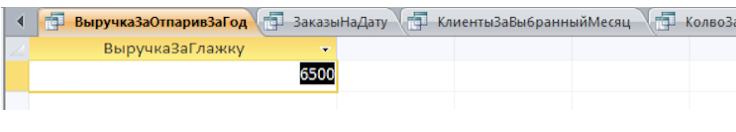 ВыручкаЗаОтпаривЗаГод ЗаказыНаДату КлиентыЗаВыбранныйМесяц КолвоЗа
ВыручкаЗаГлажку
6500